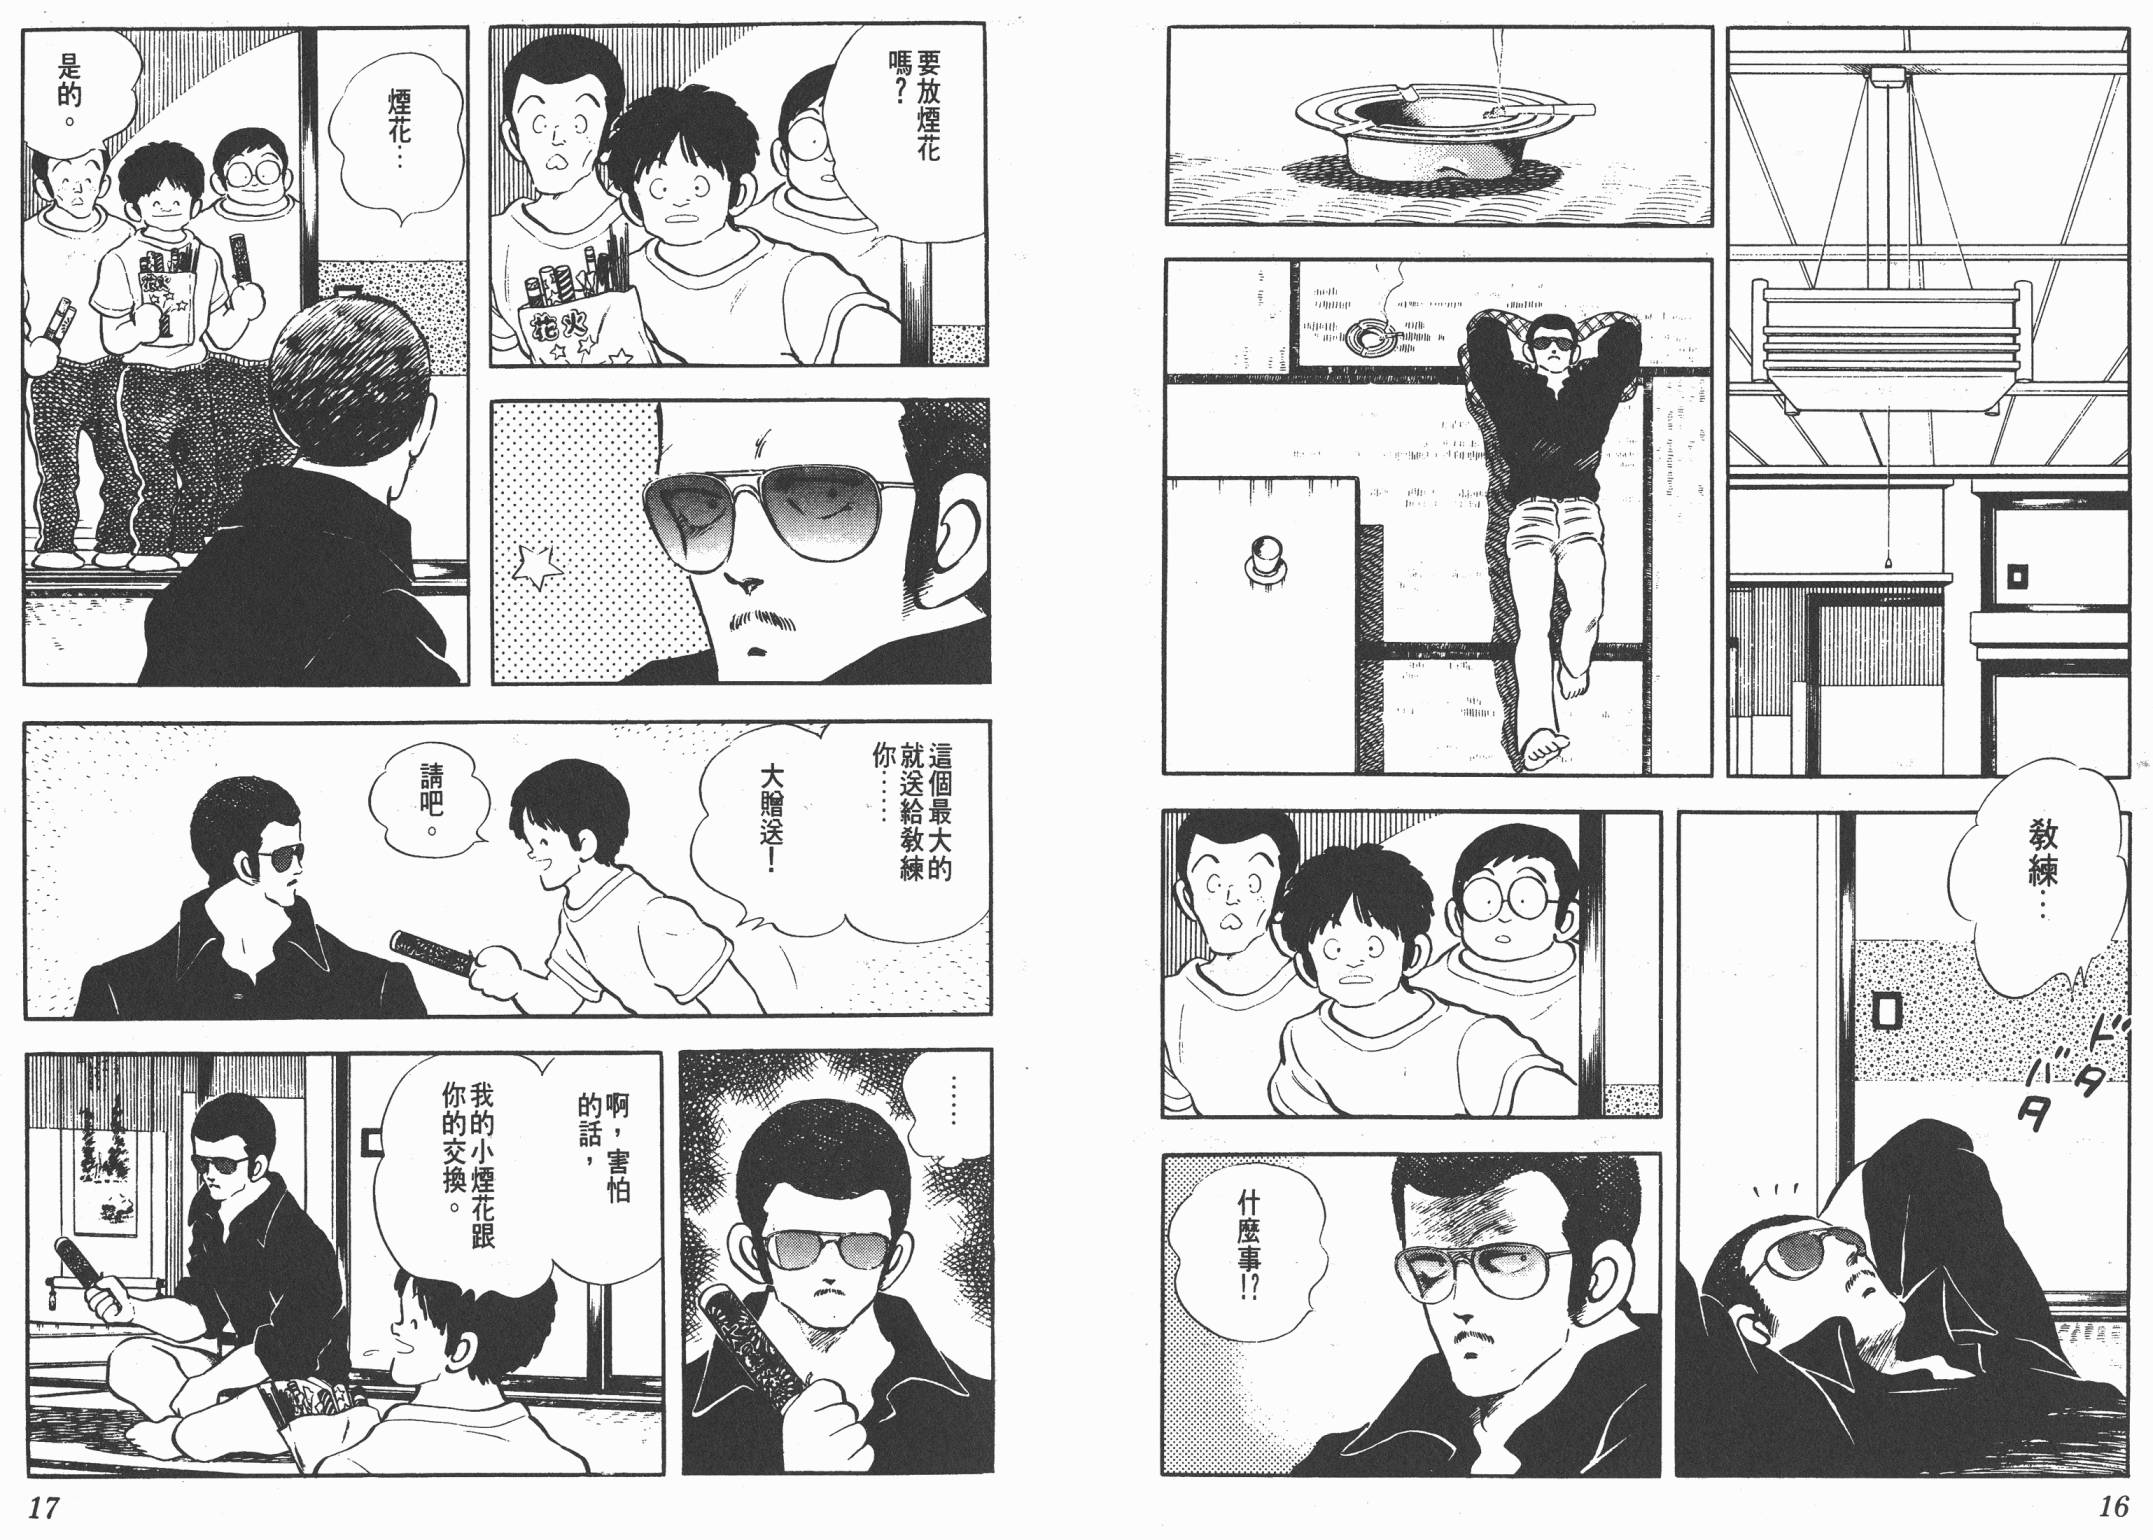 教練…
ドタ
バタ
什麼事!?
16
要放煙花
嗎？
花火
煙花…
花火
是的。
這個最大的
就送給教練
你……
大贈送！
請吧。
……
啊，害怕
的話，
我的小煙花跟
你的交換。
17